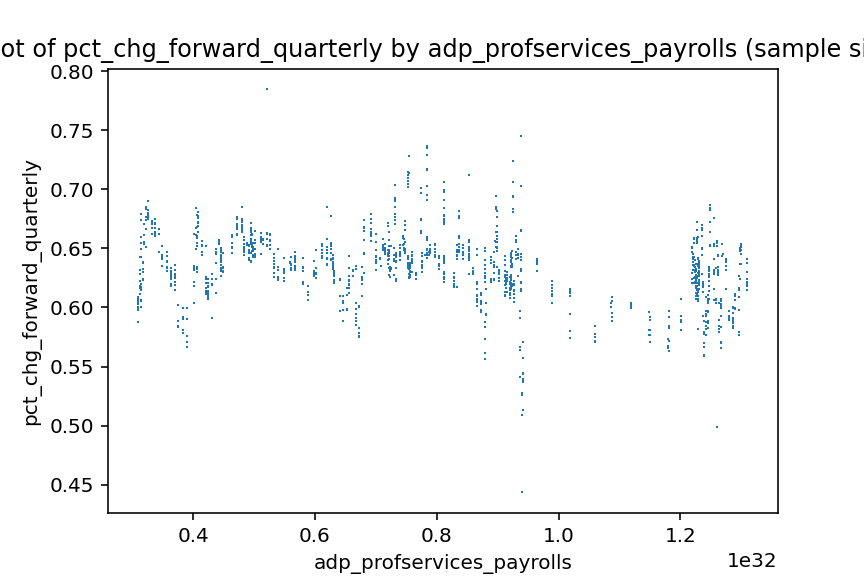 ot of pct_chg_forward_quarterly by adp_profservices_payrolls (sample si
0.80
0.75
0.70
0.65
0.60
0.55
0.50
0.45
pct_chg_forward_quarterly
0.4 0.6 0.8 1.0 1.2
1e32
adp_profservices_payrolls